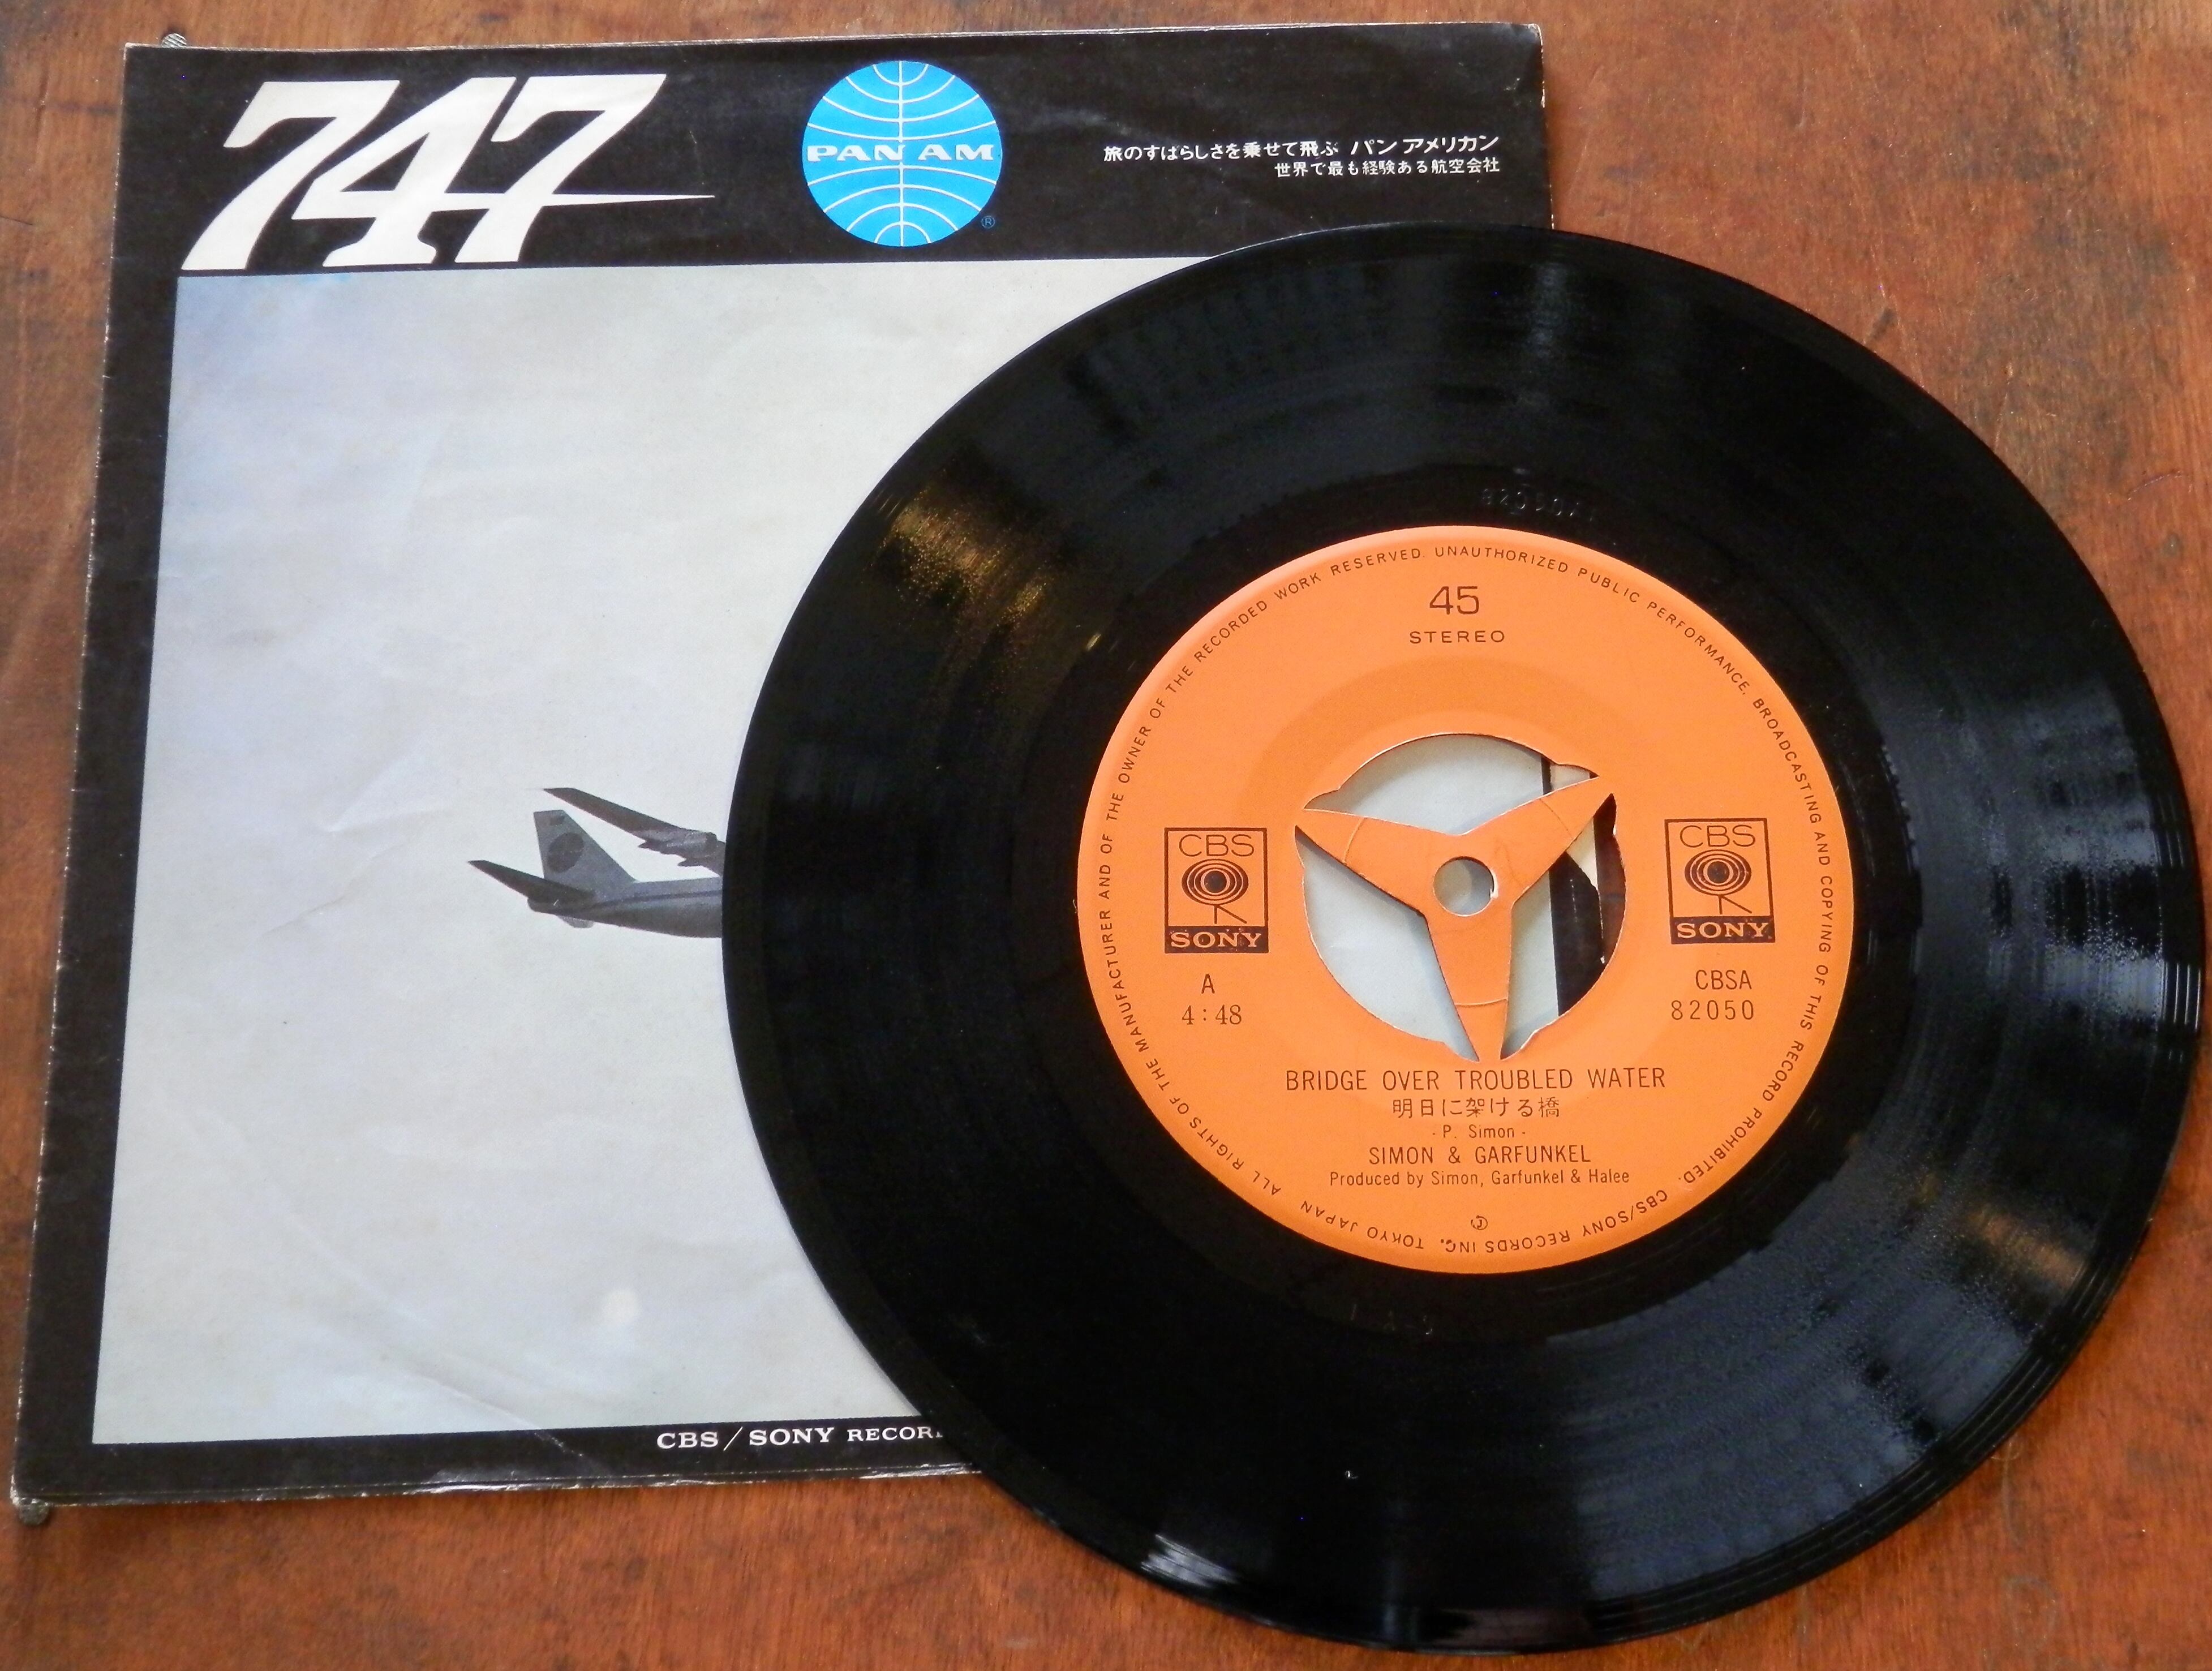 747
PAN AM
®
旅のすばらしさを乗せて飛ぶ パン アメリカン
世界で最も経験ある航空会社
CBS / SONY
45
STEREO
CBS
SONY
CBS
SONY
A
4:48
CBSA
82050
BRIDGE OVER TROUBLED WATER
明日に架ける橋
- P. Simon -
SIMON & GARFUNKEL
Produced by Simon, Garfunkel & Halee
ALL RIGHTS OF THE MANUFACTURER AND OF THE OWNER OF THE RECORDED WORK RESERVED. UNAUTHORIZED PUBLIC PERFORMANCE, BROADCASTING AND COPYING OF THIS RECORD PROHIBITED. CBS/SONY RECORDS INC. TOKYO JAPAN